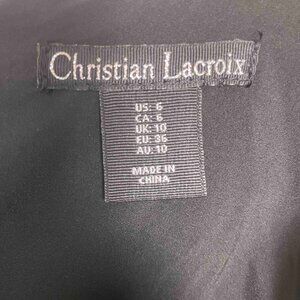 Christian Lacroix
US: 6
CA: 6
UK: 10
EU: 36
AU: 10
MADE IN
CHINA